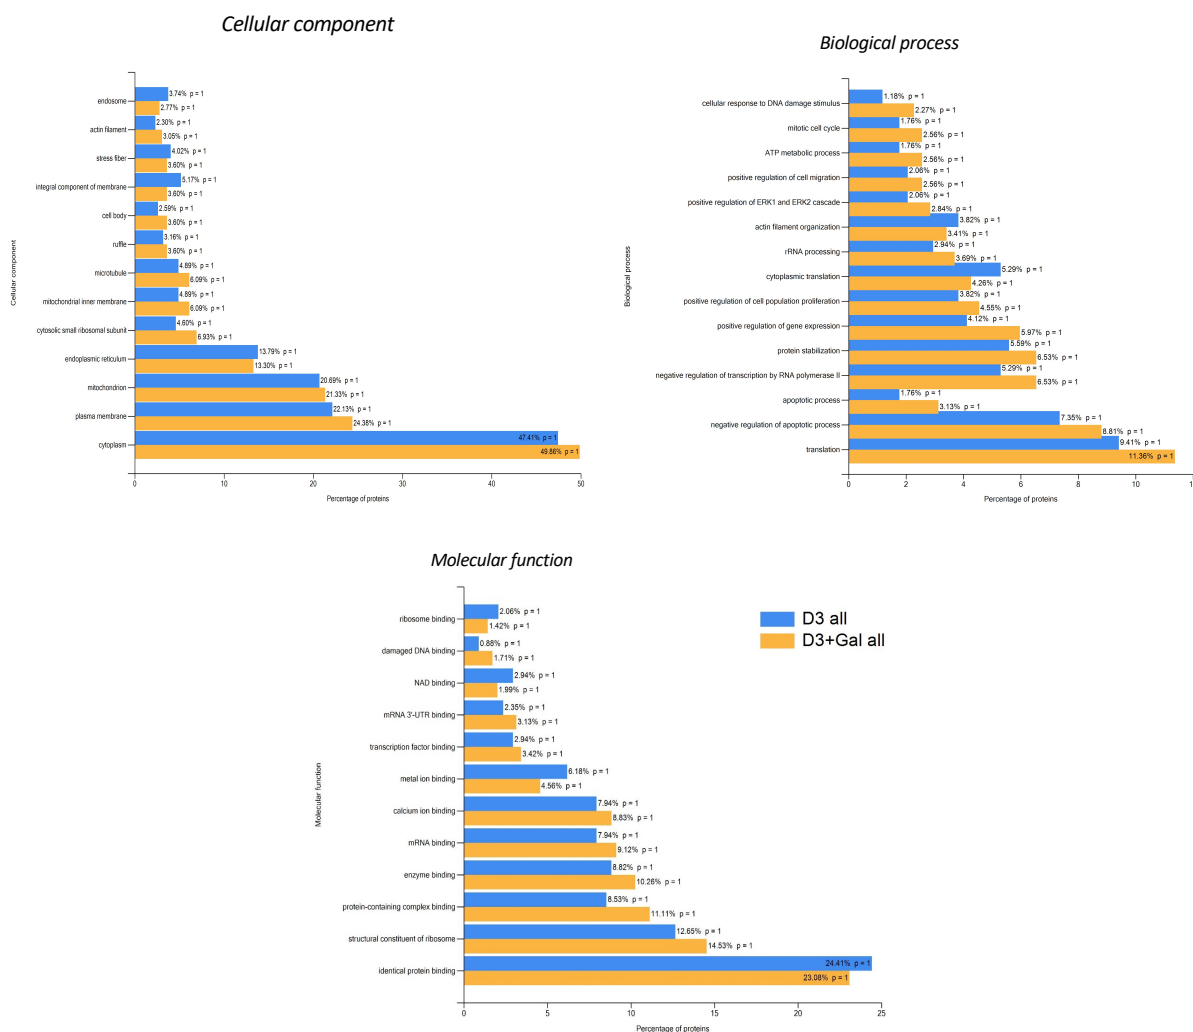 Cellular component
Cellular component
endosome
3.74% p = 1
2.77% p = 1
actin filament
2.30% p = 1
3.05% p = 1
stress fiber
4.02% p = 1
3.60% p = 1
integral component of membrane
5.17% p = 1
3.60% p = 1
cell body
2.59% p = 1
3.60% p = 1
ruffle
3.16% p = 1
3.60% p = 1
microtubule
4.89% p = 1
6.09% p = 1
mitochondrial inner membrane
4.89% p = 1
6.09% p = 1
cytosolic small ribosomal subunit
4.60% p = 1
6.93% p = 1
endoplasmic reticulum
13.79% p = 1
13.30% p = 1
mitochondrion
20.69% p = 1
21.33% p = 1
plasma membrane
22.13% p = 1
24.38% p = 1
cytoplasm
47.41% p = 1
49.86% p = 1
0 10 20 30 40 50
Percentage of proteins
Biological process
Biological process
cellular response to DNA damage stimulus
1.18% p = 1
2.27% p = 1
mitotic cell cycle
1.76% p = 1
2.56% p = 1
ATP metabolic process
1.76% p = 1
2.56% p = 1
positive regulation of cell migration
2.06% p = 1
2.56% p = 1
positive regulation of ERK1 and ERK2 cascade
2.06% p = 1
2.84% p = 1
actin filament organization
3.82% p = 1
3.41% p = 1
rRNA processing
2.94% p = 1
3.69% p = 1
cytoplasmic translation
5.29% p = 1
4.26% p = 1
positive regulation of cell population proliferation
3.82% p = 1
4.55% p = 1
positive regulation of gene expression
4.12% p = 1
5.97% p = 1
protein stabilization
5.59% p = 1
6.53% p = 1
negative regulation of transcription by RNA polymerase II
5.29% p = 1
6.53% p = 1
apoptotic process
1.76% p = 1
3.13% p = 1
negative regulation of apoptotic process
7.35% p = 1
8.81% p = 1
translation
9.41% p = 1
11.36% p = 1
0 2 4 6 8 10
Percentage of proteins
Molecular function
Molecular function
ribosome binding
2.06% p = 1
1.42% p = 1
damaged DNA binding
0.88% p = 1
1.71% p = 1
NAD binding
2.94% p = 1
1.99% p = 1
mRNA 3'-UTR binding
2.35% p = 1
3.13% p = 1
transcription factor binding
2.94% p = 1
3.42% p = 1
metal ion binding
6.18% p = 1
4.56% p = 1
calcium ion binding
7.94% p = 1
8.83% p = 1
mRNA binding
7.94% p = 1
9.12% p = 1
enzyme binding
8.82% p = 1
10.26% p = 1
protein-containing complex binding
8.53% p = 1
11.11% p = 1
structural constituent of ribosome
12.65% p = 1
14.53% p = 1
identical protein binding
24.41% p = 1
23.08% p = 1
0 5 10 15 20 25
Percentage of proteins
D3 all
D3+Gal all